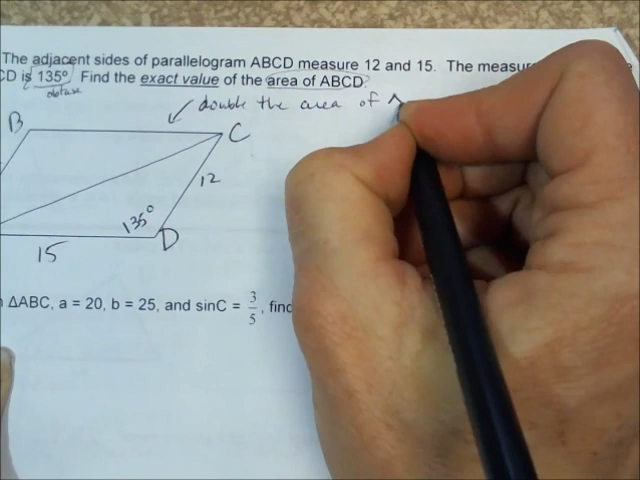 The adjacent sides of parallelogram ABCD measure 12 and 15. The measur
CD is 135°. Find the exact value of the area of ABCD.
obtuse
double the area of Δ
B
C
12
135°
D
15
ΔABC, a = 20, b = 25, and sinC = 3/5, find